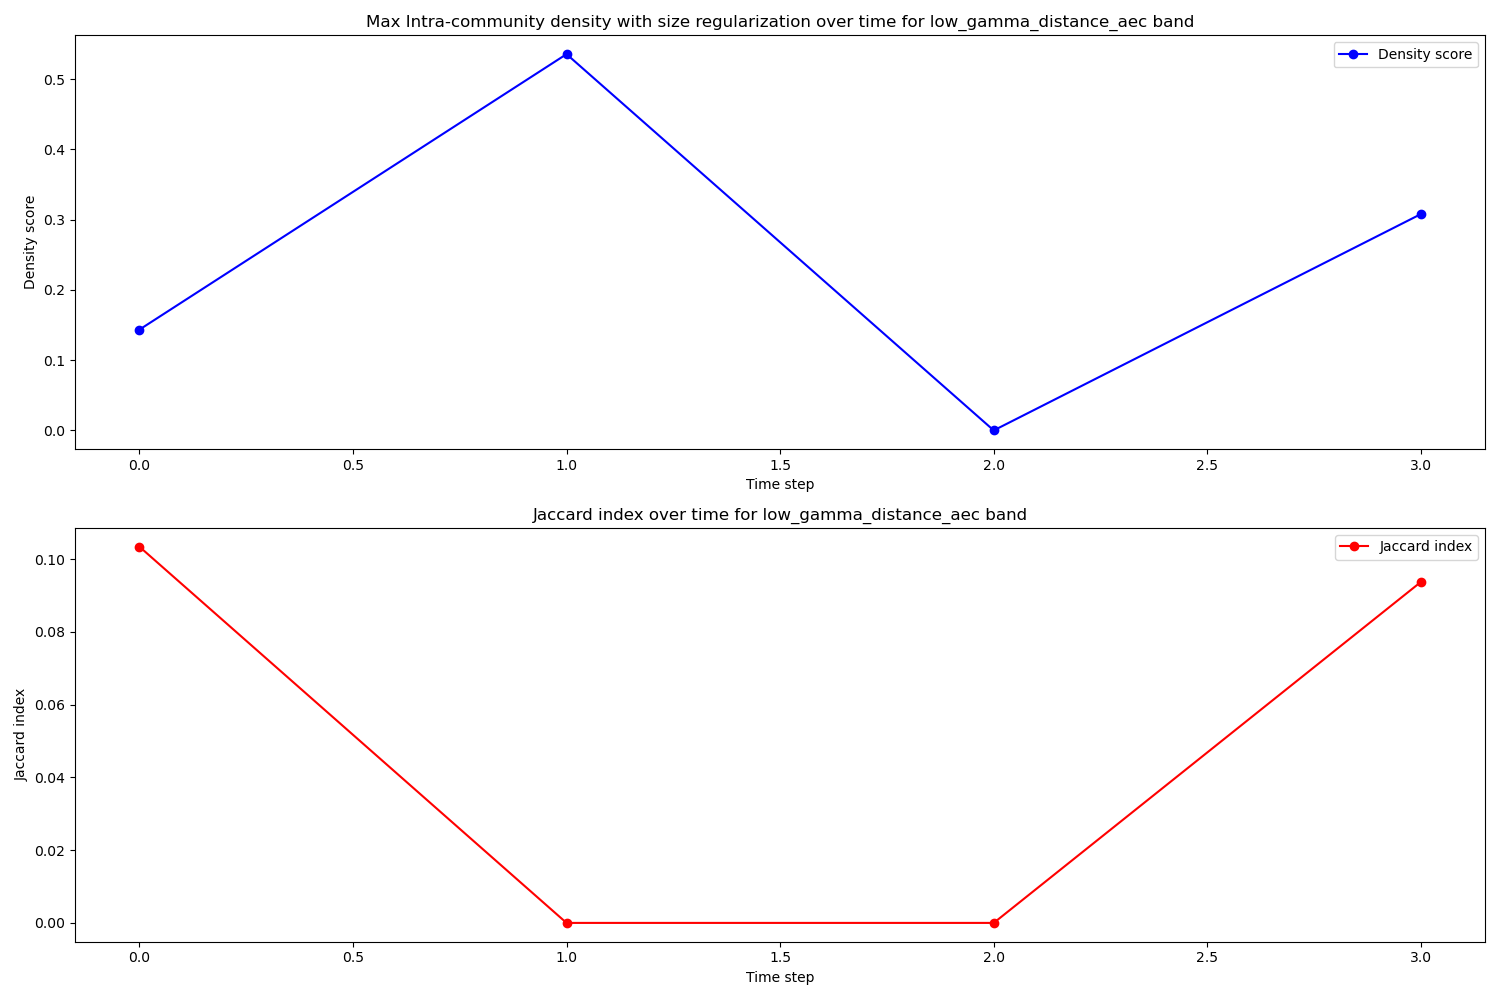 Max Intra-community density with size regularization over time for low_gamma_distance_aec band
Density score
0.5
0.4
0.3
0.2
0.1
0.0
Density score
0.0 0.5 1.0 1.5 2.0 2.5 3.0
Time step
Jaccard index over time for low_gamma_distance_aec band
Jaccard index
0.10
0.08
0.06
0.04
0.02
0.00
Jaccard index
0.0 0.5 1.0 1.5 2.0 2.5 3.0
Time step